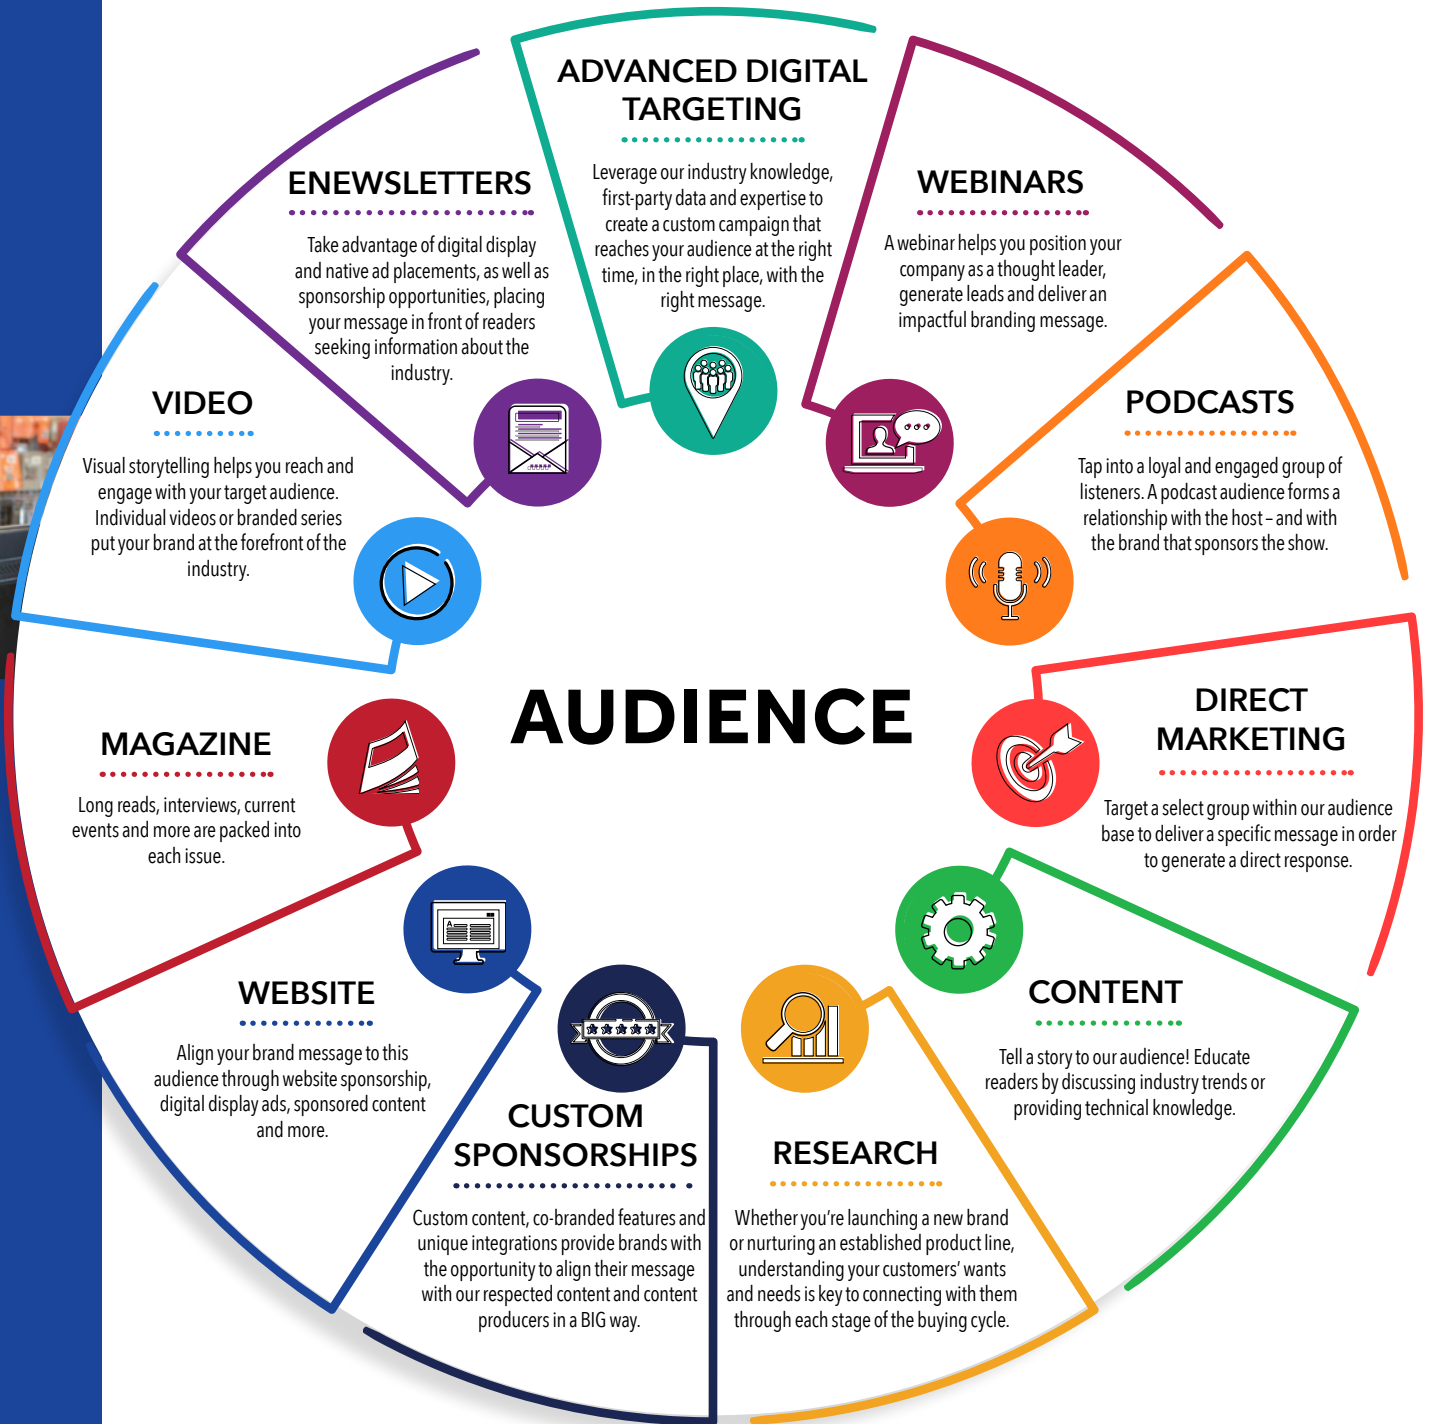 ADVANCED DIGITAL
TARGETING
Leverage our industry knowledge,
first-party data and expertise to
create a custom campaign that
reaches your audience at the right
time, in the right place, with the
right message.
WEBINARS
A webinar helps you position your
company as a thought leader,
generate leads and deliver an
impactful branding message.
PODCASTS
Tap into a loyal and engaged group of
listeners. A podcast audience forms a
relationship with the host – and with
the brand that sponsors the show.
DIRECT
MARKETING
Target a select group within our audience
base to deliver a specific message in order
to generate a direct response.
CONTENT
Tell a story to our audience! Educate
readers by discussing industry trends or
providing technical knowledge.
RESEARCH
Whether you’re launching a new brand
or nurturing an established product line,
understanding your customers’ wants
and needs is key to connecting with them
through each stage of the buying cycle.
CUSTOM
SPONSORSHIPS
Custom content, co-branded features and
unique integrations provide brands with
the opportunity to align their message
with our respected content and content
producers in a BIG way.
WEBSITE
Align your brand message to this
audience through website sponsorship,
digital display ads, sponsored content
and more.
MAGAZINE
Long reads, interviews, current
events and more are packed into
each issue.
VIDEO
Visual storytelling helps you reach and
engage with your target audience.
Individual videos or branded series
put your brand at the forefront of the
industry.
ENEWSLETTERS
Take advantage of digital display
and native ad placements, as well as
sponsorship opportunities, placing
your message in front of readers
seeking information about the
industry.
AUDIENCE
A